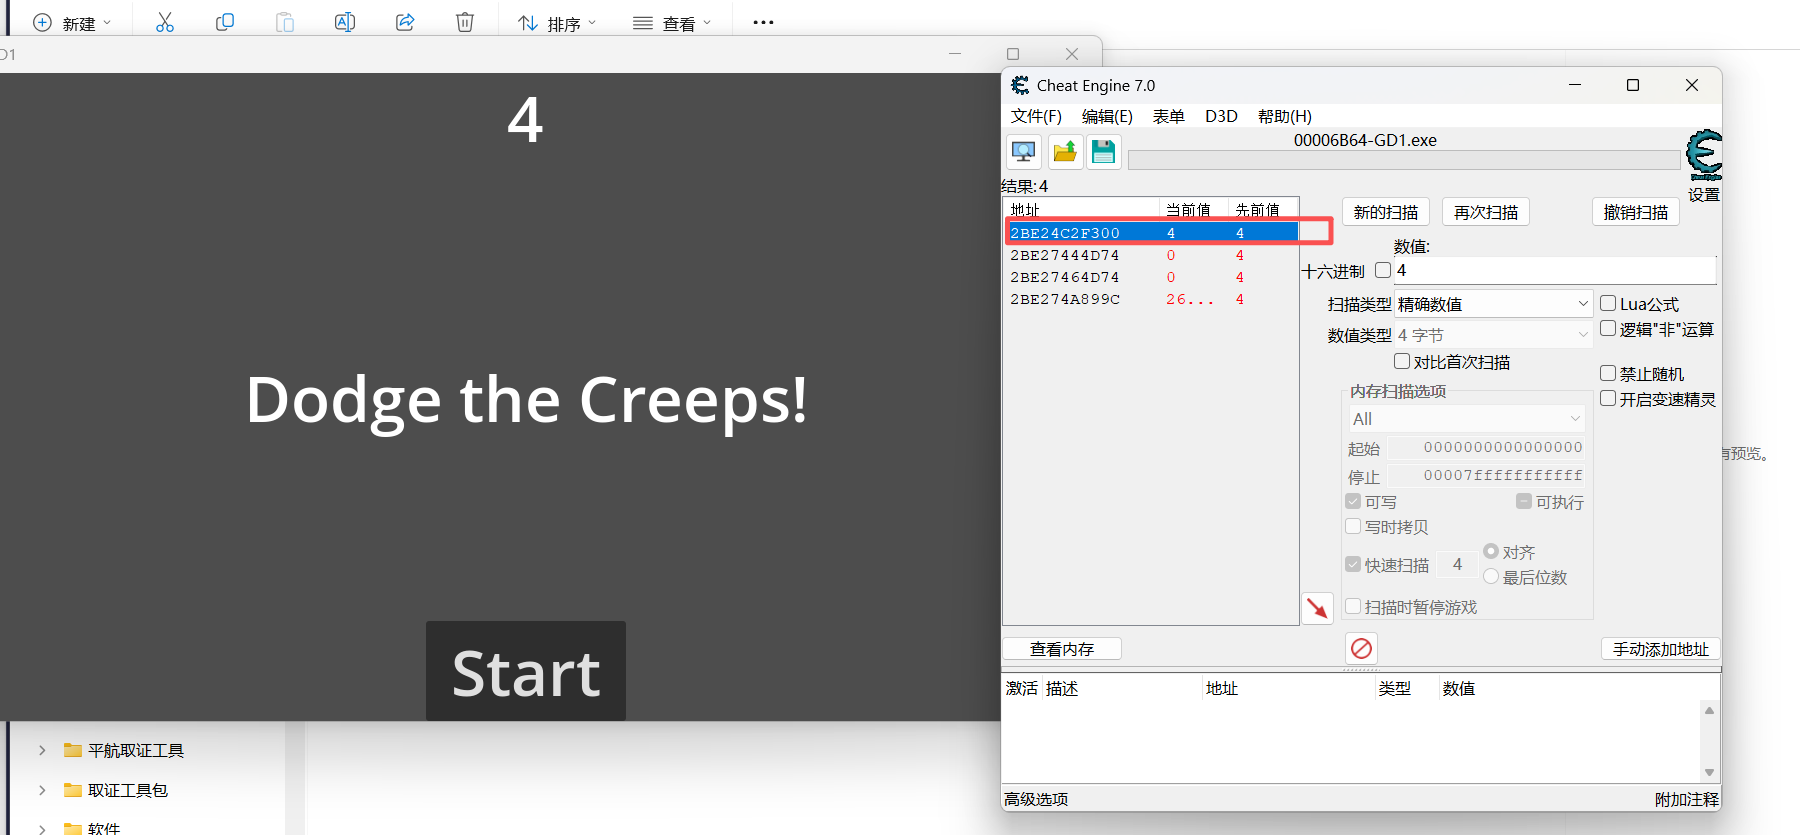 新建
排序
查看
D1
4
Dodge the Creeps!
Start
平航取证工具
取证工具包
软件
有预览。
Cheat Engine 7.0
文件(F) 编辑(E) 表单 D3D 帮助(H)
00006B64-GD1.exe
设置
结果:4
地址 当前值 先前值
2BE24C2F300 4 4
2BE27444D74 0 4
2BE27464D74 0 4
2BE274A899C 26... 4
新的扫描 再次扫描 撤销扫描
数值:
十六进制 4
扫描类型 精确数值
数值类型 4 字节
对比首次扫描
Lua公式
逻辑"非"运算
禁止随机
开启变速精灵
内存扫描选项
All
起始 0000000000000000
停止 00007fffffffffff
可写 可执行
写时拷贝
快速扫描 4 对齐
最后位数
扫描时暂停游戏
查看内存 手动添加地址
激活 描述 地址 类型 数值
高级选项 附加注释